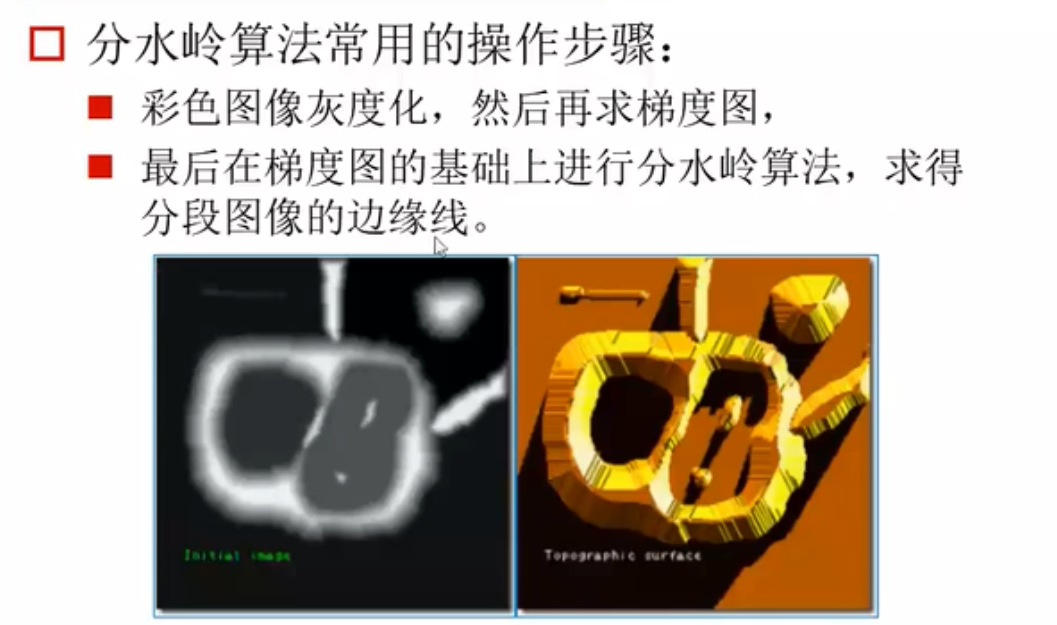 分水岭算法常用的操作步骤：
彩色图像灰度化，然后再求梯度图，
最后在梯度图的基础上进行分水岭算法，求得
分段图像的边缘线。
Initial image
Topographic surface